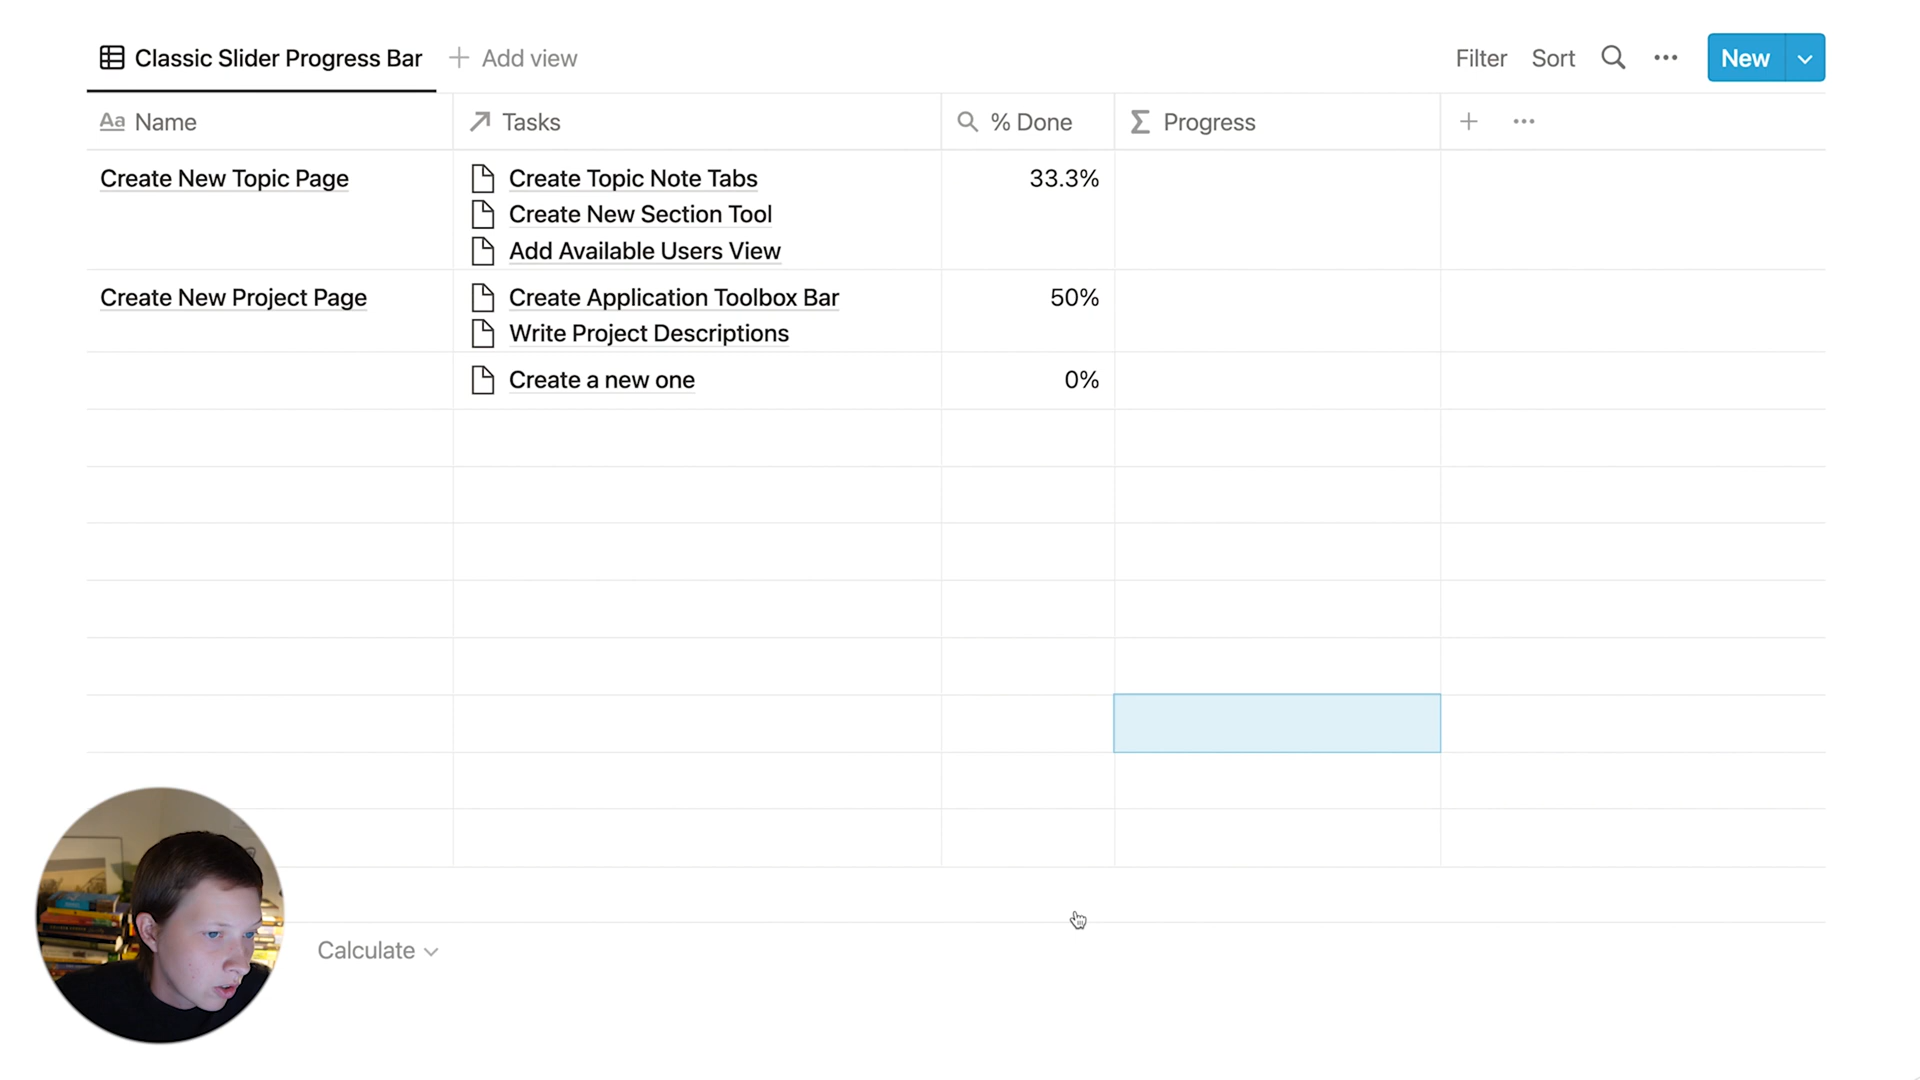 Classic Slider Progress Bar
Add view
Filter
Sort
New
Aa Name
Tasks
% Done
Σ Progress
Create New Topic Page
Create Topic Note Tabs
33.3%
Create New Section Tool
Add Available Users View
Create New Project Page
Create Application Toolbox Bar
50%
Write Project Descriptions
Create a new one
0%
Calculate